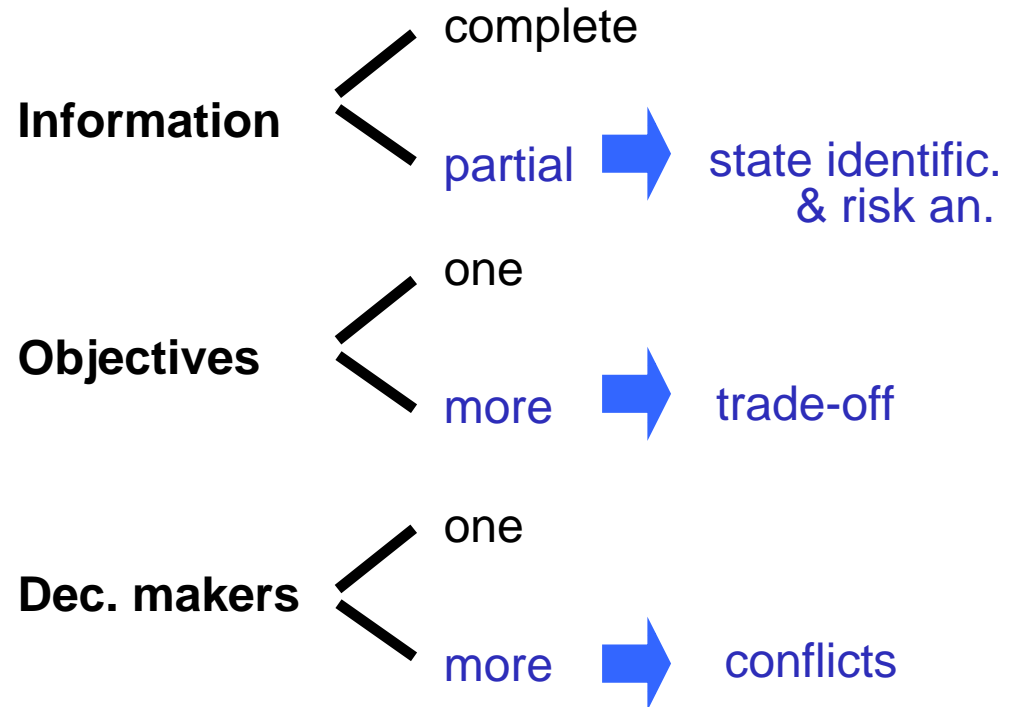 complete
Information
partial
state identific.
& risk an.
one
Objectives
more
trade-off
one
Dec. makers
more
conflicts